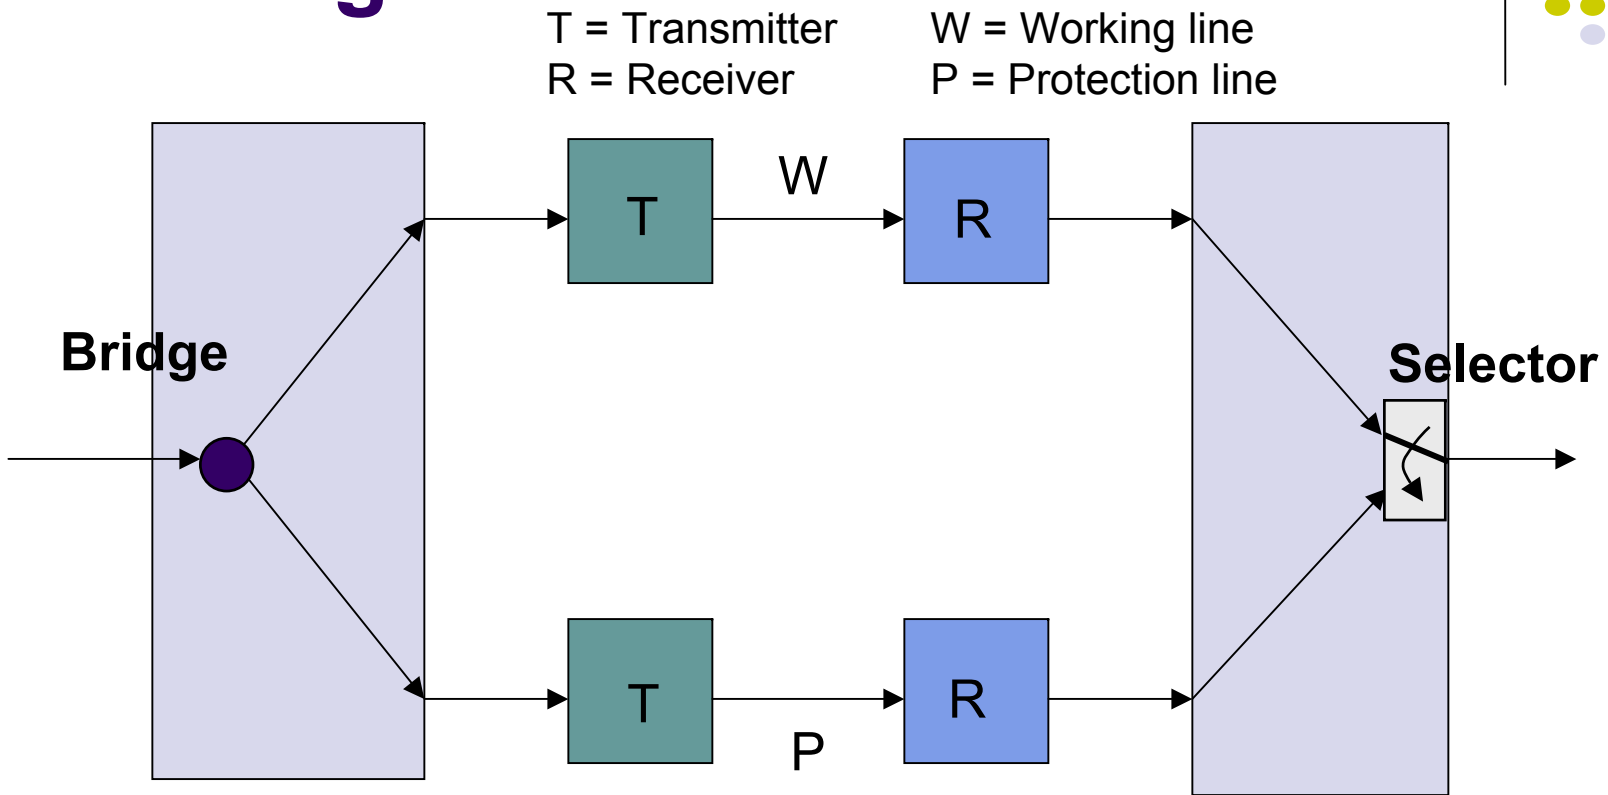 T = Transmitter
R = Receiver
W = Working line
P = Protection line
W
T
R
Bridge
Selector
T
R
P